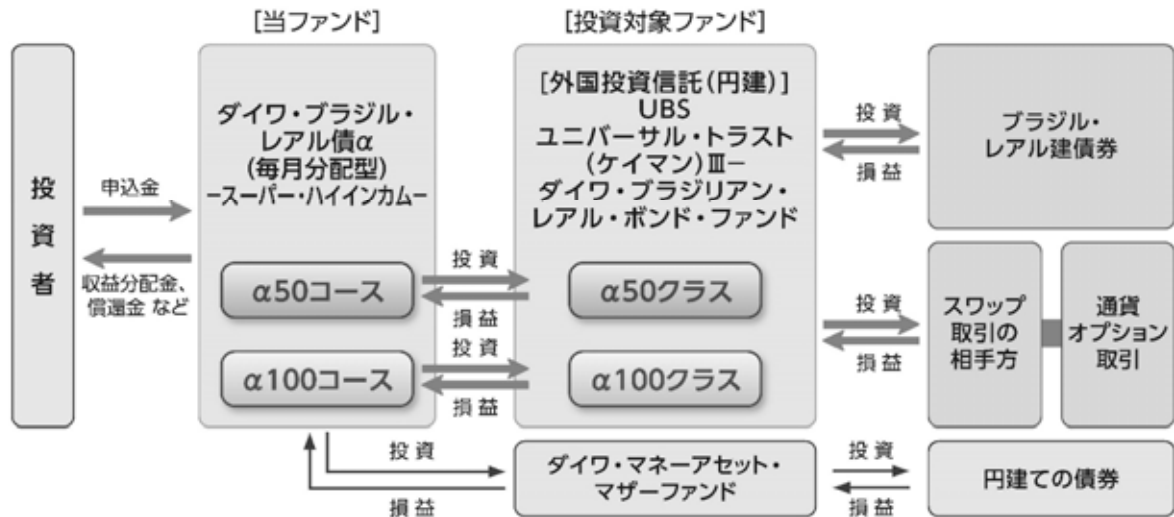 [当ファンド]
[投資対象ファンド]
投資者
申込金
収益分配金、
償還金 など
ダイワ・ブラジル・
レアル債α
(毎月分配型)
−スーパー・ハイインカム−
α50コース
α100コース
投 資
損 益
投 資
損 益
[外国投資信託(円建)]
UBS
ユニバーサル・トラスト
(ケイマン)Ⅲ−
ダイワ・ブラジリアン・
レアル・ボンド・ファンド
α50クラス
α100クラス
投 資
損 益
ブラジル・
レアル建債券
投 資
損 益
スワップ
取引の
相手方
通貨
オプション
取引
投 資
損 益
ダイワ・マネーアセット・
マザーファンド
投 資
損 益
円建ての債券